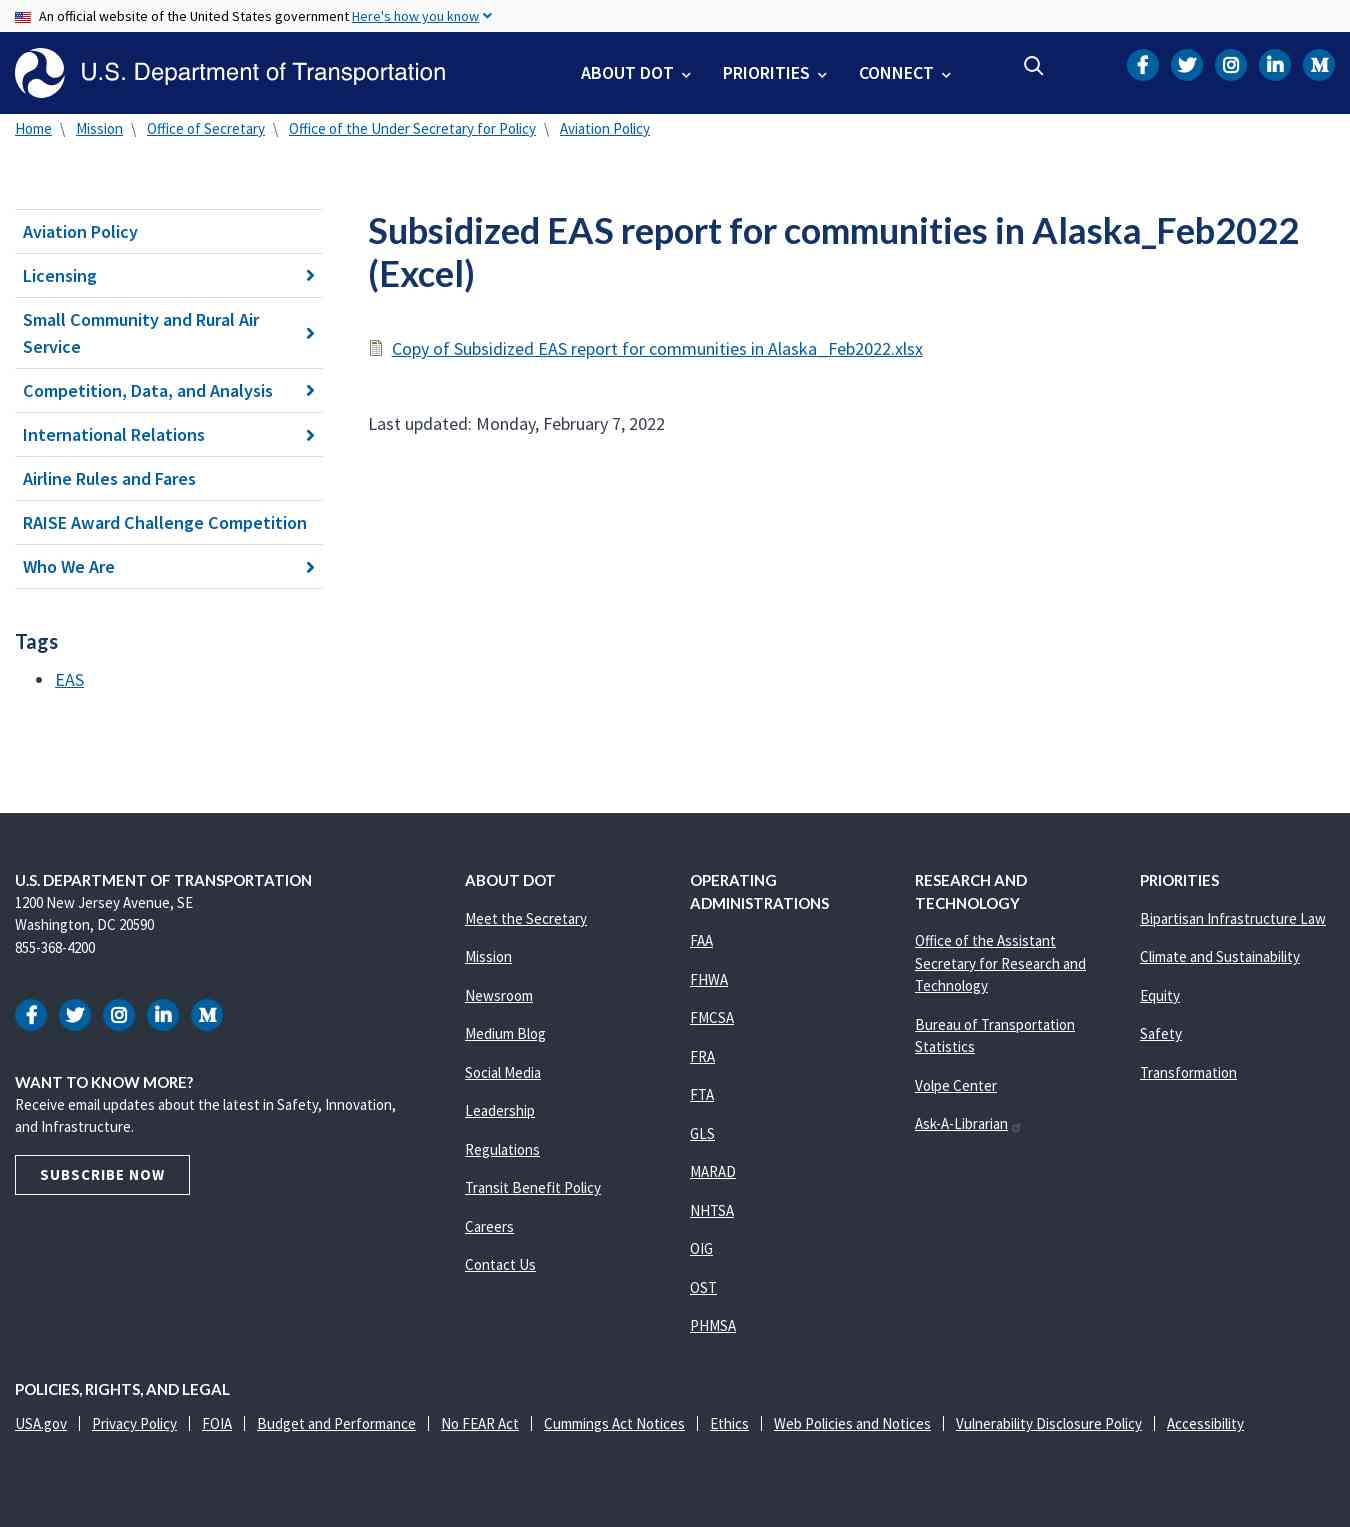 An official website of the United States government Here's how you know
U.S. Department of Transportation
ABOUT DOT PRIORITIES CONNECT
Home \ Mission \ Office of Secretary \ Office of the Under Secretary for Policy \ Aviation Policy
Aviation Policy
Licensing
Small Community and Rural Air
Service
Competition, Data, and Analysis
International Relations
Airline Rules and Fares
RAISE Award Challenge Competition
Who We Are
Tags
EAS
Subsidized EAS report for communities in Alaska_Feb2022
(Excel)
Copy of Subsidized EAS report for communities in Alaska _Feb2022.xlsx
Last updated: Monday, February 7, 2022
U.S. DEPARTMENT OF TRANSPORTATION
1200 New Jersey Avenue, SE
Washington, DC 20590
855-368-4200
WANT TO KNOW MORE?
Receive email updates about the latest in Safety, Innovation,
and Infrastructure.
SUBSCRIBE NOW
ABOUT DOT
Meet the Secretary
Mission
Newsroom
Medium Blog
Social Media
Leadership
Regulations
Transit Benefit Policy
Careers
Contact Us
OPERATING
ADMINISTRATIONS
FAA
FHWA
FMCSA
FRA
FTA
GLS
MARAD
NHTSA
OIG
OST
PHMSA
RESEARCH AND
TECHNOLOGY
Office of the Assistant
Secretary for Research and
Technology
Bureau of Transportation
Statistics
Volpe Center
Ask-A-Librarian
PRIORITIES
Bipartisan Infrastructure Law
Climate and Sustainability
Equity
Safety
Transformation
POLICIES, RIGHTS, AND LEGAL
USA.gov | Privacy Policy | FOIA | Budget and Performance | No FEAR Act | Cummings Act Notices | Ethics | Web Policies and Notices | Vulnerability Disclosure Policy | Accessibility